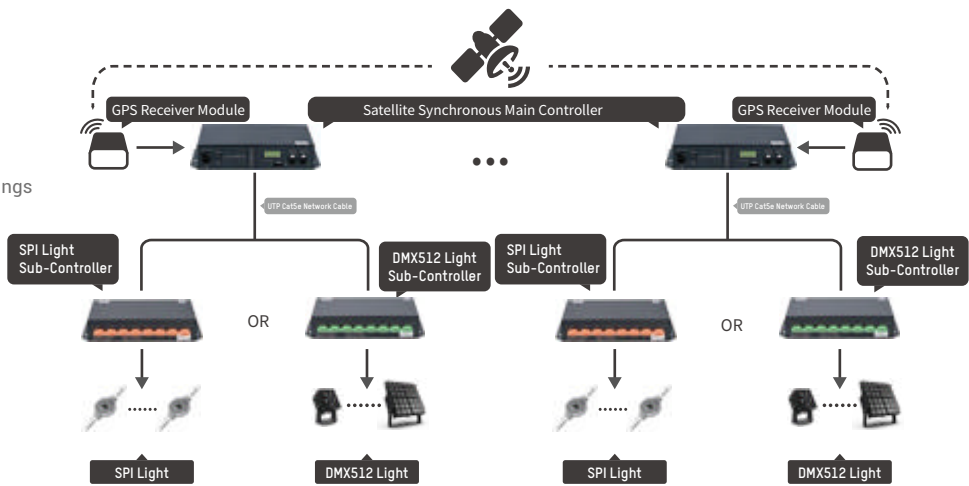 GPS Receiver Module
Satellite Synchronous Main Controller
GPS Receiver Module
ngs
UTP Cat5e Network Cable
UTP Cat5e Network Cable
SPI Light
Sub-Controller
DMX512 Light
Sub-Controller
SPI Light
Sub-Controller
DMX512 Light
Sub-Controller
OR
OR
SPI Light
DMX512 Light
SPI Light
DMX512 Light